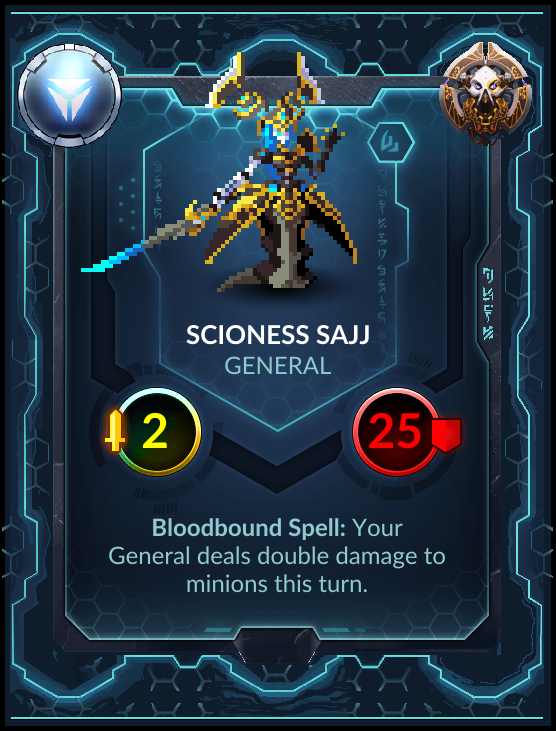 SCIONESS SAJJ
GENERAL
2 25
Bloodbound Spell: Your
General deals double damage to
minions this turn.